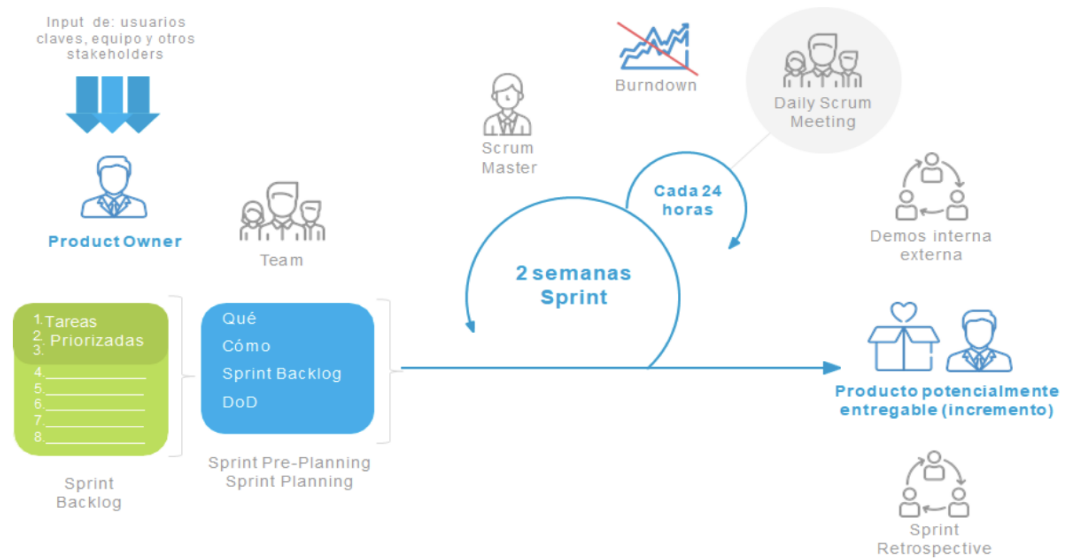 Input de: usuarios
claves, equipo y otros
stakeholders
Product Owner
Team
Scrum
Master
Burndown
Daily Scrum
Meeting
Cada 24
horas
2 semanas
Sprint
Demos interna
externa
1. Tareas
2. Priorizadas
3.
4.
5.
6.
7.
8.
Sprint
Backlog
Qué
Cómo
Sprint Backlog
DoD
Sprint Pre-Planning
Sprint Planning
Producto potencialmente
entregable (incremento)
Sprint
Retrospective